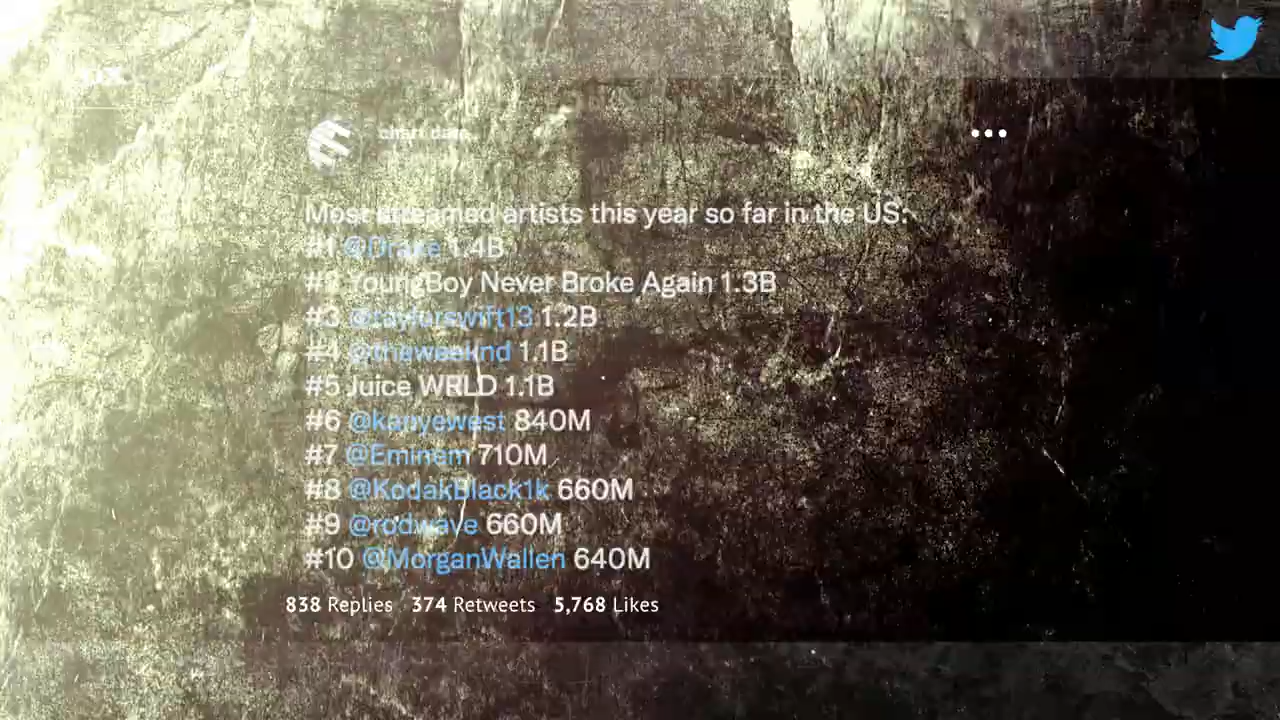 chart data
Most streamed artists this year so far in the US:
#1 @Drake 1.4B
#2 YoungBoy Never Broke Again 1.3B
#3 @taylorswift13 1.2B
#4 @theweeknd 1.1B
#5 Juice WRLD 1.1B
#6 @kanyewest 840M
#7 @Eminem 710M
#8 @KodakBlack1k 660M
#9 @rodwave 660M
#10 @MorganWallen 640M
838 Replies 374 Retweets 5,768 Likes